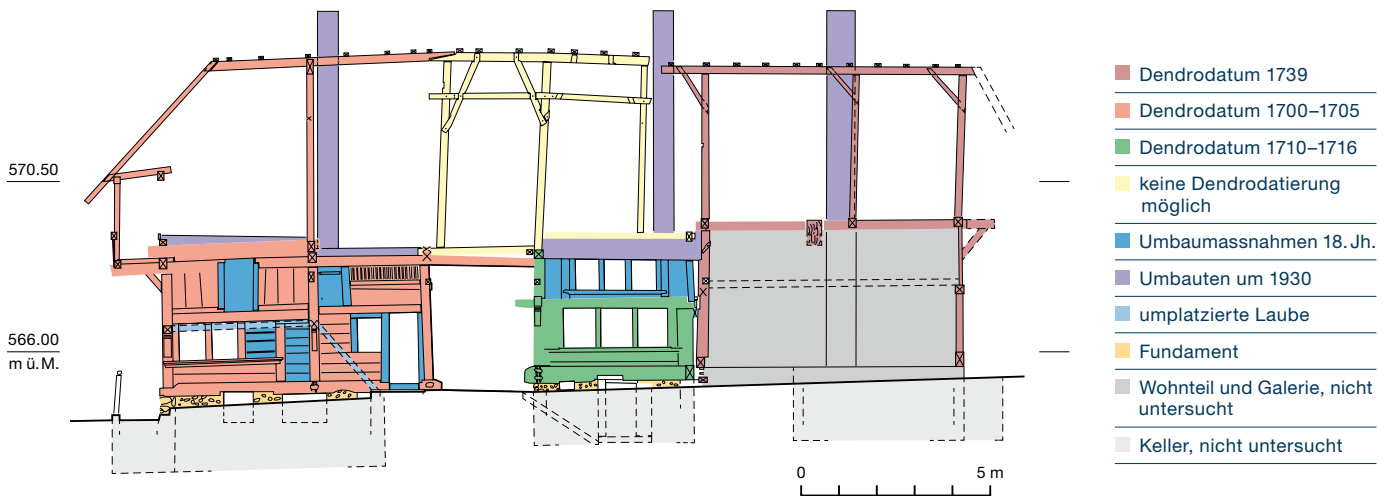 570.50
566.00
m ü. M.
0
5 m
Dendrodatum 1739
Dendrodatum 1700–1705
Dendrodatum 1710–1716
keine Dendrodatierung
möglich
Umbaumassnahmen 18. Jh.
Umbauten um 1930
umplatzierte Laube
Fundament
Wohnteil und Galerie, nicht
untersucht
Keller, nicht untersucht